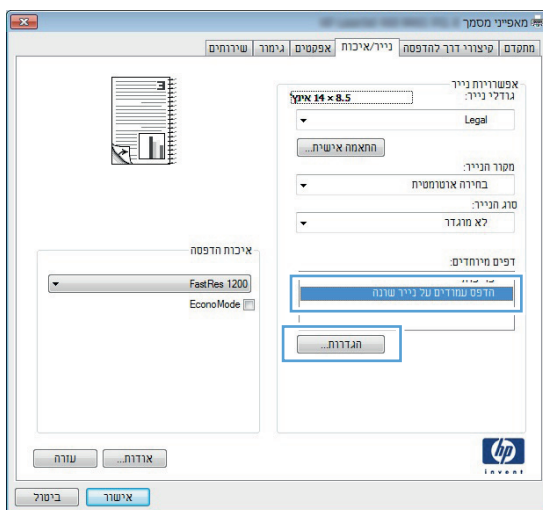 מאפייני מסמך
מתקדם קיצורי דרך להדפסה נייר/איכות אפקטים גימור שירותים
אפשרויות נייר
גודלי נייר: 8.5 × 14 אינץ
Legal
התאמה אישית...
מקור הנייר:
בחירה אוטומטית
סוג הנייר:
לא מוגדר
דפים מיוחדים:
הדפס עמודים על נייר שונה
הגדרות...
איכות הדפסה
FastRes 1200
EconoMode
hp
invent
אודות... עזרה
אישור ביטול